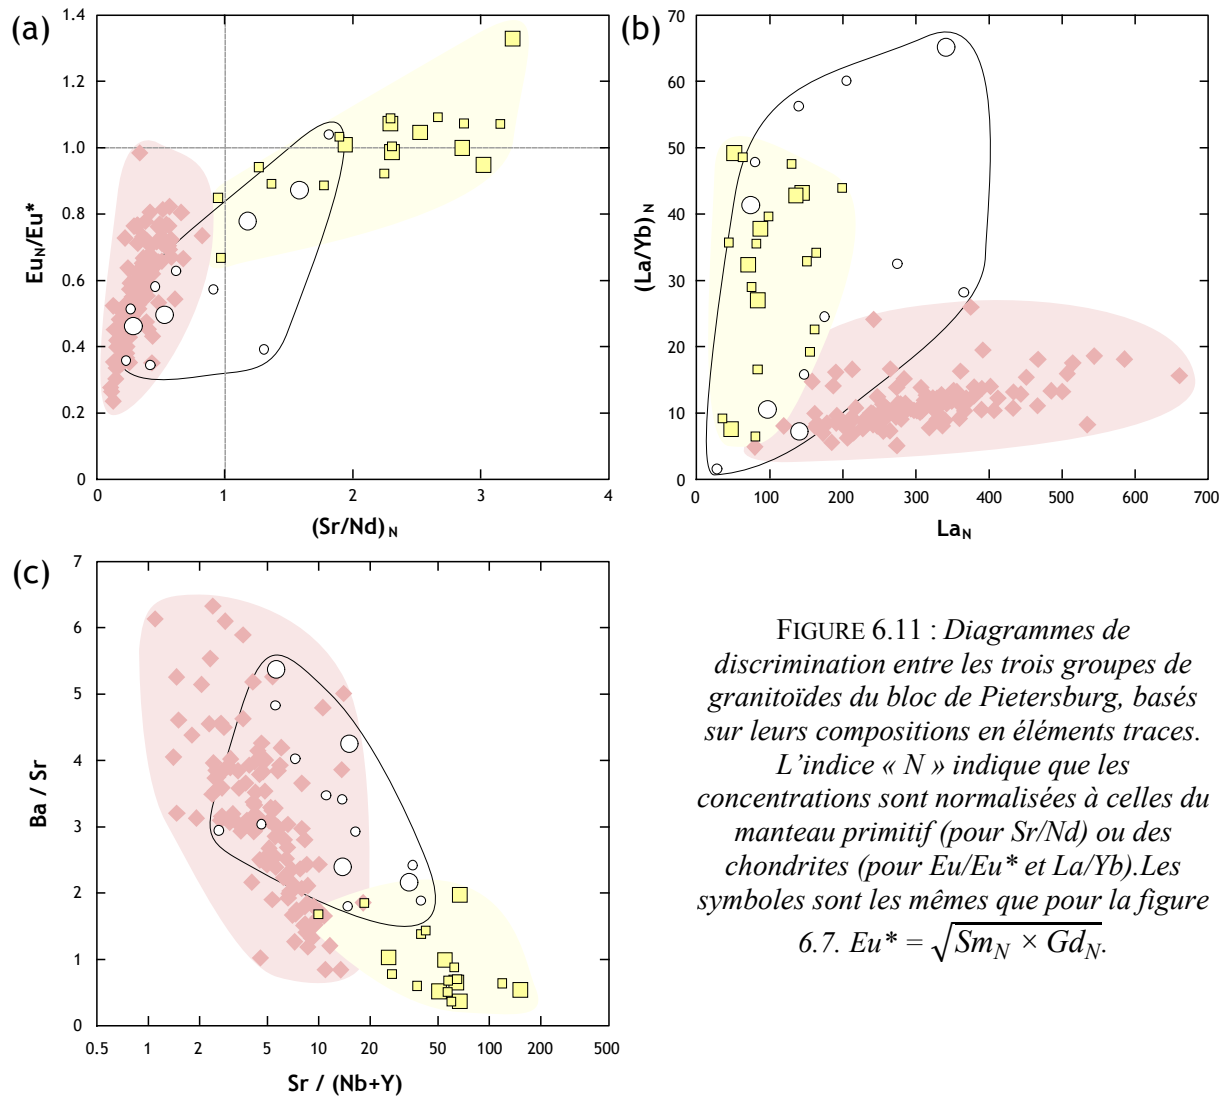 (a)
1.4
1.2
1.0
0.8
0.6
0.4
0.2
0
Eu_N/Eu*
0 1 2 3 4
(Sr/Nd)_N
(b)
70
60
50
40
30
20
10
0
(La/Yb)_N
0 100 200 300 400 500 600 700
La_N
(c)
7
6
5
4
3
2
1
0
Ba / Sr
0.5 1 2 5 10 20 50 100 200 500
Sr / (Nb+Y)
FIGURE 6.11 : Diagrammes de
discrimination entre les trois groupes de
granitoïdes du bloc de Pietersburg, basés
sur leurs compositions en éléments traces.
L’indice « N » indique que les
concentrations sont normalisées à celles du
manteau primitif (pour Sr/Nd) ou des
chondrites (pour Eu/Eu* et La/Yb).Les
symboles sont les mêmes que pour la figure
6.7. Eu* = √Sm_N × Gd_N.